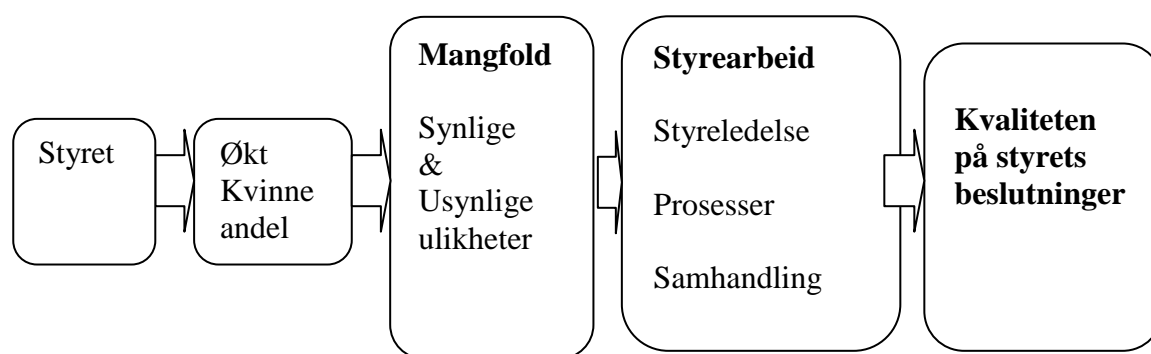 Styret
Økt
Kvinne
andel
Mangfold
Synlige
&
Usynlige
ulikheter
Styrearbeid
Styreledelse
Prosesser
Samhandling
Kvaliteten
på styrets
beslutninger